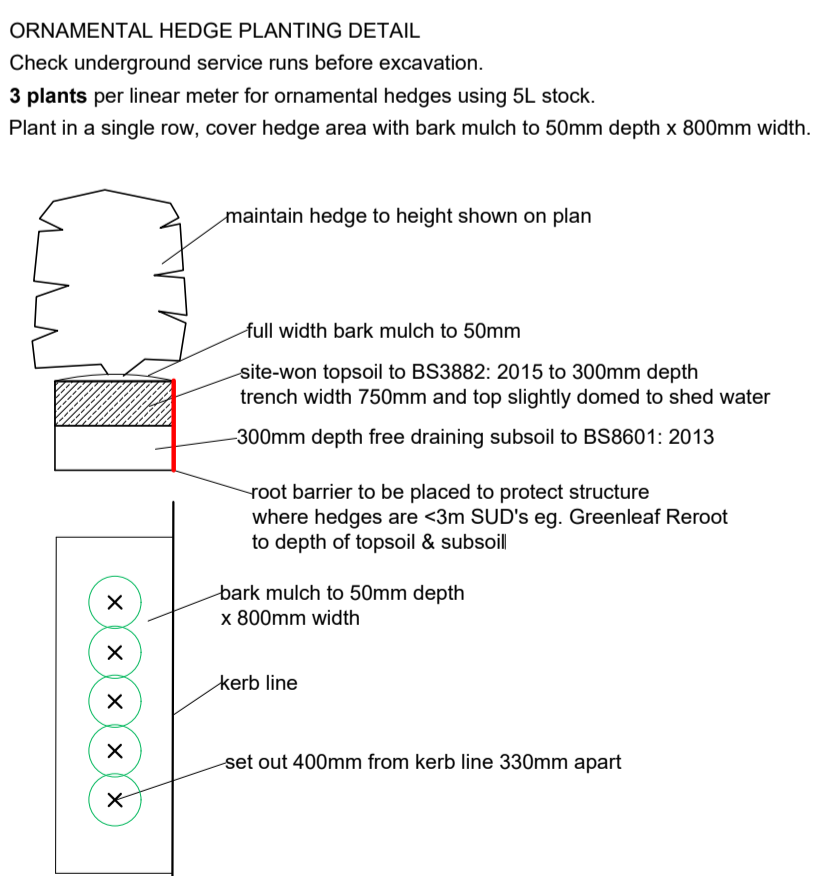 ORNAMENTAL HEDGE PLANTING DETAIL
Check underground service runs before excavation.
3 plants per linear meter for ornamental hedges using 5L stock.
Plant in a single row, cover hedge area with bark mulch to 50mm depth x 800mm width.
maintain hedge to height shown on plan
full width bark mulch to 50mm
site-won topsoil to BS3882: 2015 to 300mm depth
trench width 750mm and top slightly domed to shed water
300mm depth free draining subsoil to BS8601: 2013
root barrier to be placed to protect structure
where hedges are <3m SUD's eg. Greenleaf Reroot
to depth of topsoil & subsoil
bark mulch to 50mm depth
x 800mm width
kerb line
set out 400mm from kerb line 330mm apart